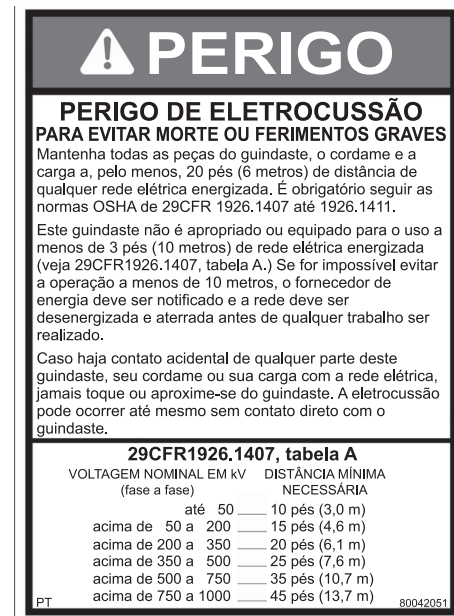 PERIGO
PERIGO DE ELETROCUSSÃO
PARA EVITAR MORTE OU FERIMENTOS GRAVES
Mantenha todas as peças do guindaste, o cordame e a
carga a, pelo menos, 20 pés (6 metros) de distância de
qualquer rede elétrica energizada. É obrigatório seguir as
normas OSHA de 29CFR 1926.1407 até 1926.1411.
Este guindaste não é apropriado ou equipado para o uso a
menos de 3 pés (10 metros) de rede elétrica energizada
(veja 29CFR1926.1407, tabela A.) Se for impossível evitar
a operação a menos de 10 metros, o fornecedor de
energia deve ser notificado e a rede deve ser
desenergizada e aterrada antes de qualquer trabalho ser
realizado.
Caso haja contato acidental de qualquer parte deste
guindaste, seu cordame ou sua carga com a rede elétrica,
jamais toque ou aproxime-se do guindaste. A eletrocussão
pode ocorrer até mesmo sem contato direto com o
guindaste.
29CFR1926.1407, tabela A
VOLTAGEM NOMINAL EM kV DISTÂNCIA MÍNIMA
(fase a fase) NECESSÁRIA
até 50 ____ 10 pés (3,0 m)
acima de 50 a 200 ____ 15 pés (4,6 m)
acima de 200 a 350 ____ 20 pés (6,1 m)
acima de 350 a 500 ____ 25 pés (7,6 m)
acima de 500 a 750 ____ 35 pés (10,7 m)
acima de 750 a 1000 ____ 45 pés (13,7 m)
PT 80042051